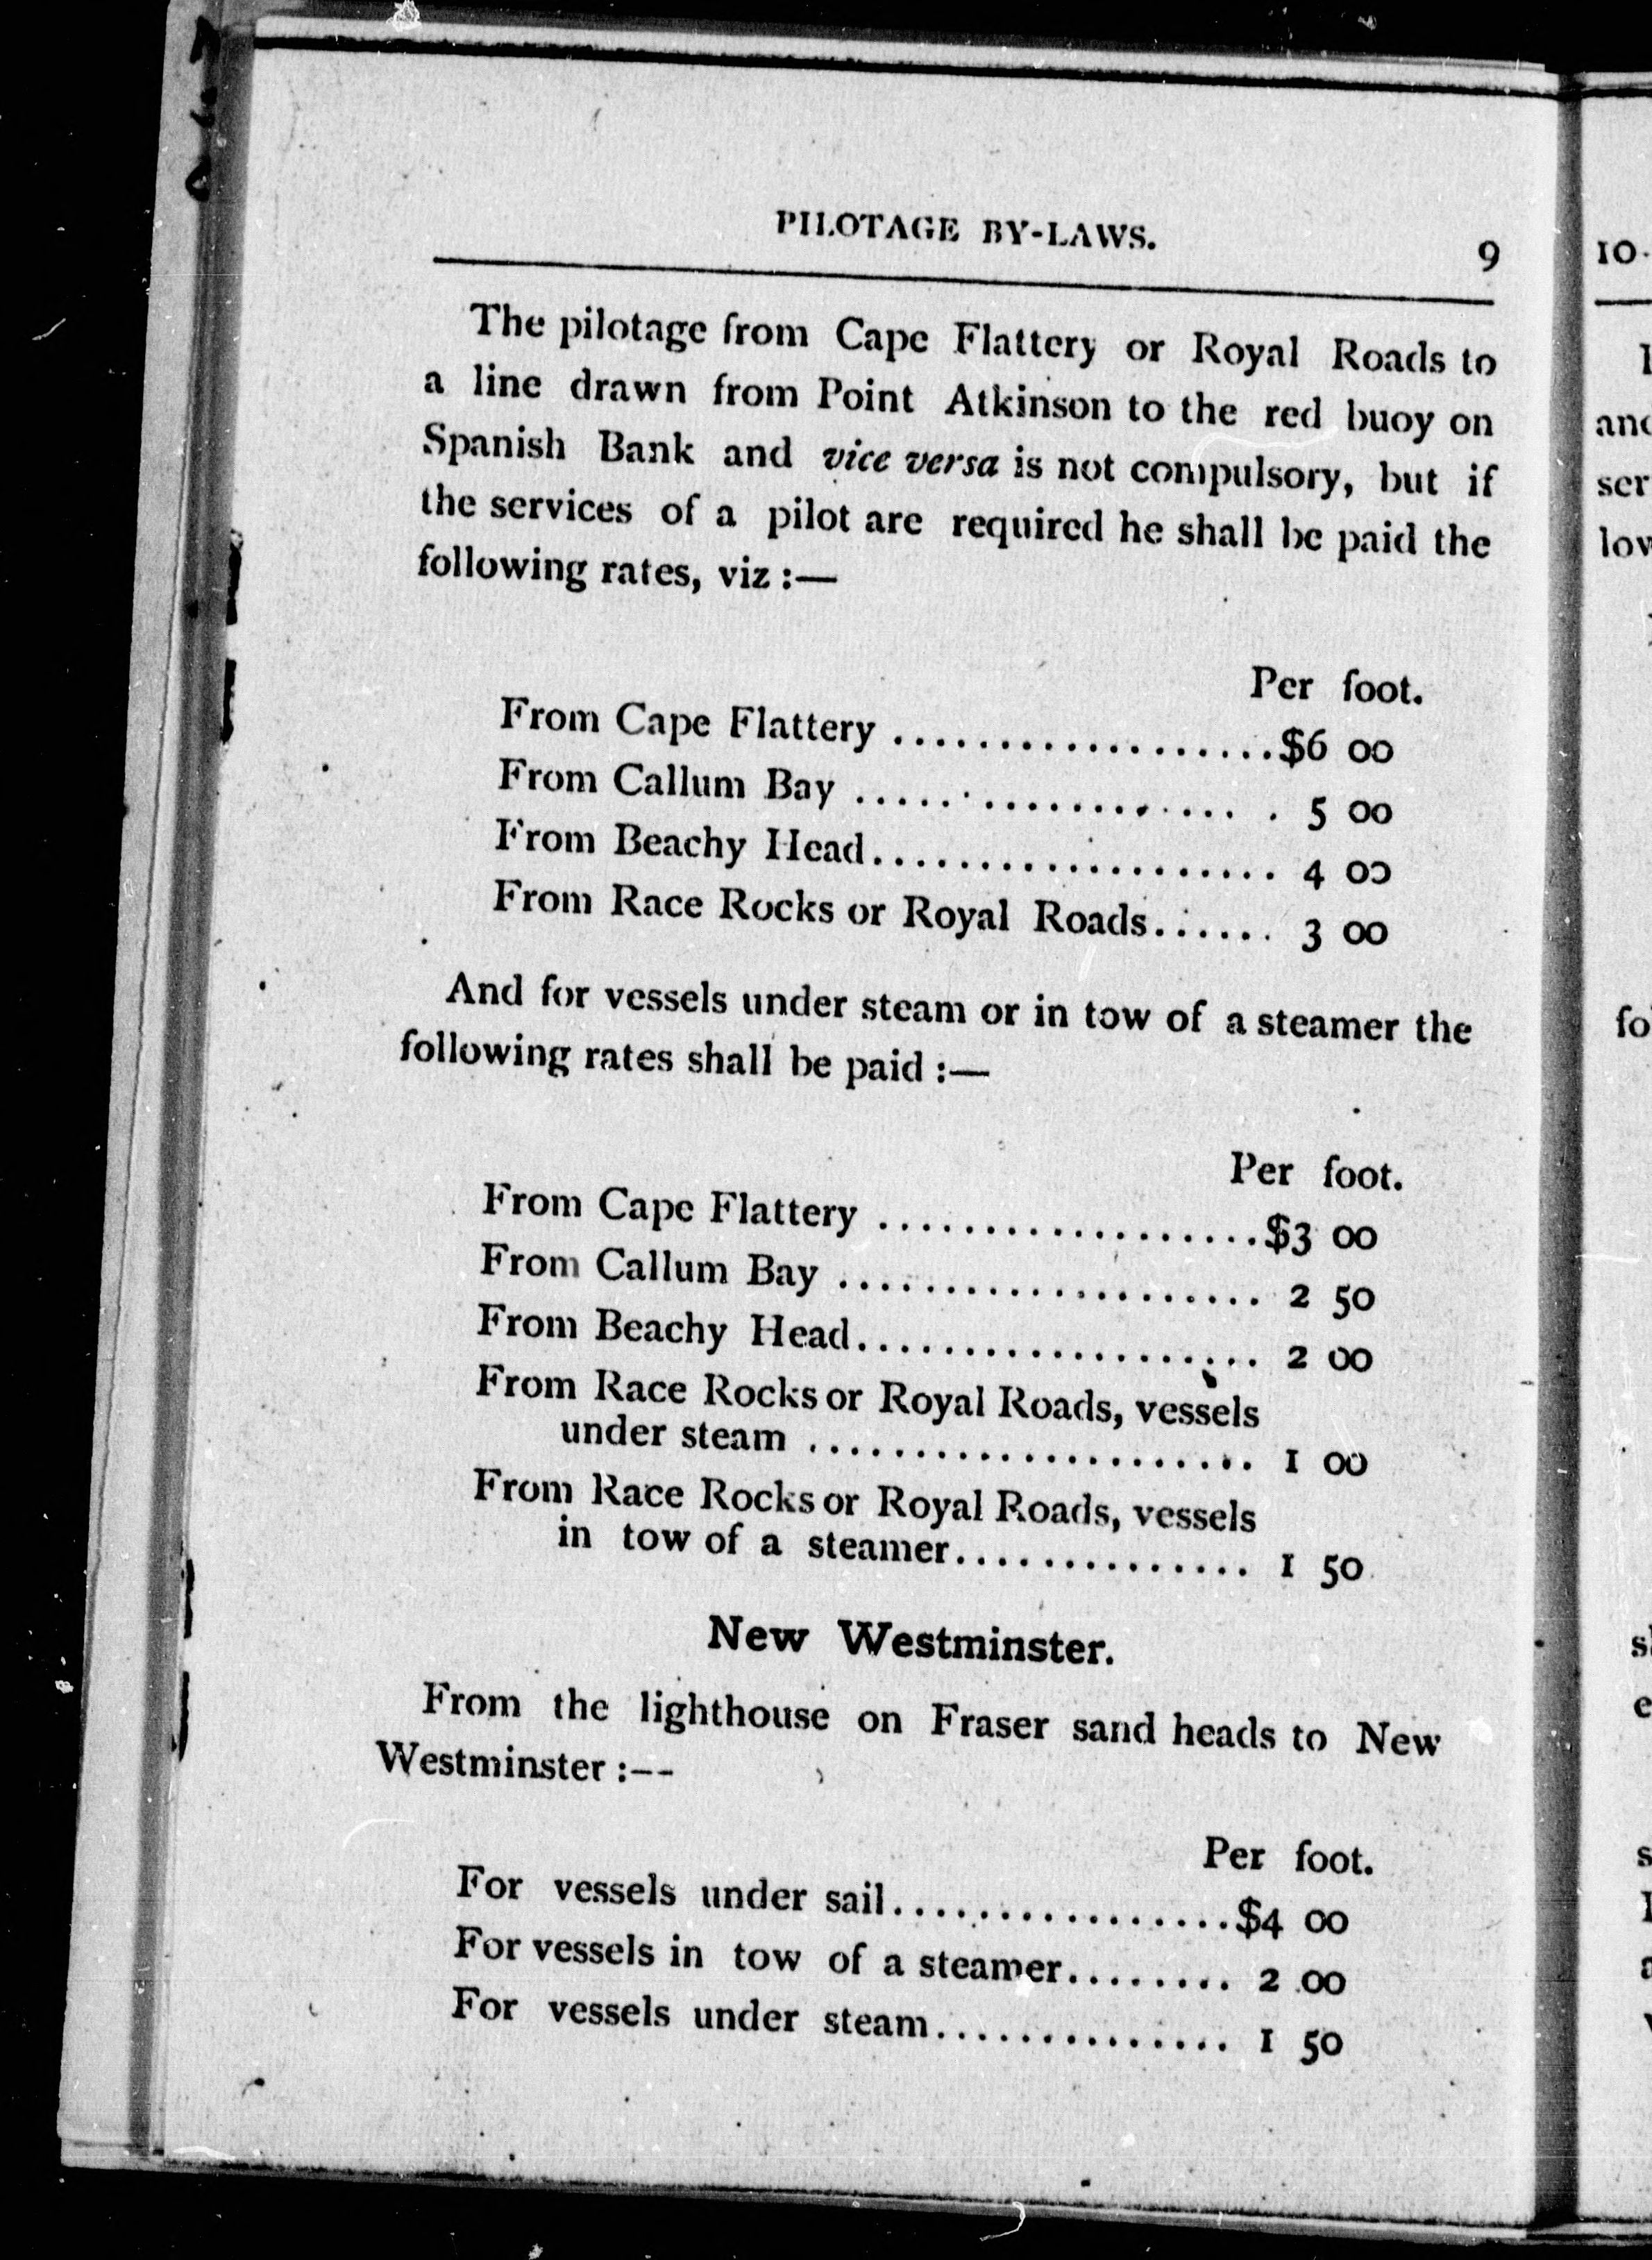 PILOTAGE BY-LAWS.
9
The pilotage from Cape Flattery or Royal Roads to
a line drawn from Point Atkinson to the red buoy on
Spanish Bank and vice versa is not compulsory, but if
the services of a pilot are required he shall be paid the
following rates, viz :—
Per foot.
From Cape Flattery ...................$6 00
From Callum Bay .................... 5 00
From Beachy Head................... 4 00
From Race Rocks or Royal Roads...... 3 00
And for vessels under steam or in tow of a steamer the
following rates shall be paid :—
Per foot.
From Cape Flattery ...................$3 00
From Callum Bay ..................... 2 50
From Beachy Head................... 2 00
From Race Rocks or Royal Roads, vessels
under steam ..................... 1 00
From Race Rocks or Royal Roads, vessels
in tow of a steamer.............. 1 50
New Westminster.
From the lighthouse on Fraser sand heads to New
Westminster :--
Per foot.
For vessels under sail.................$4 00
For vessels in tow of a steamer........ 2 00
For vessels under steam.............. 1 50
10